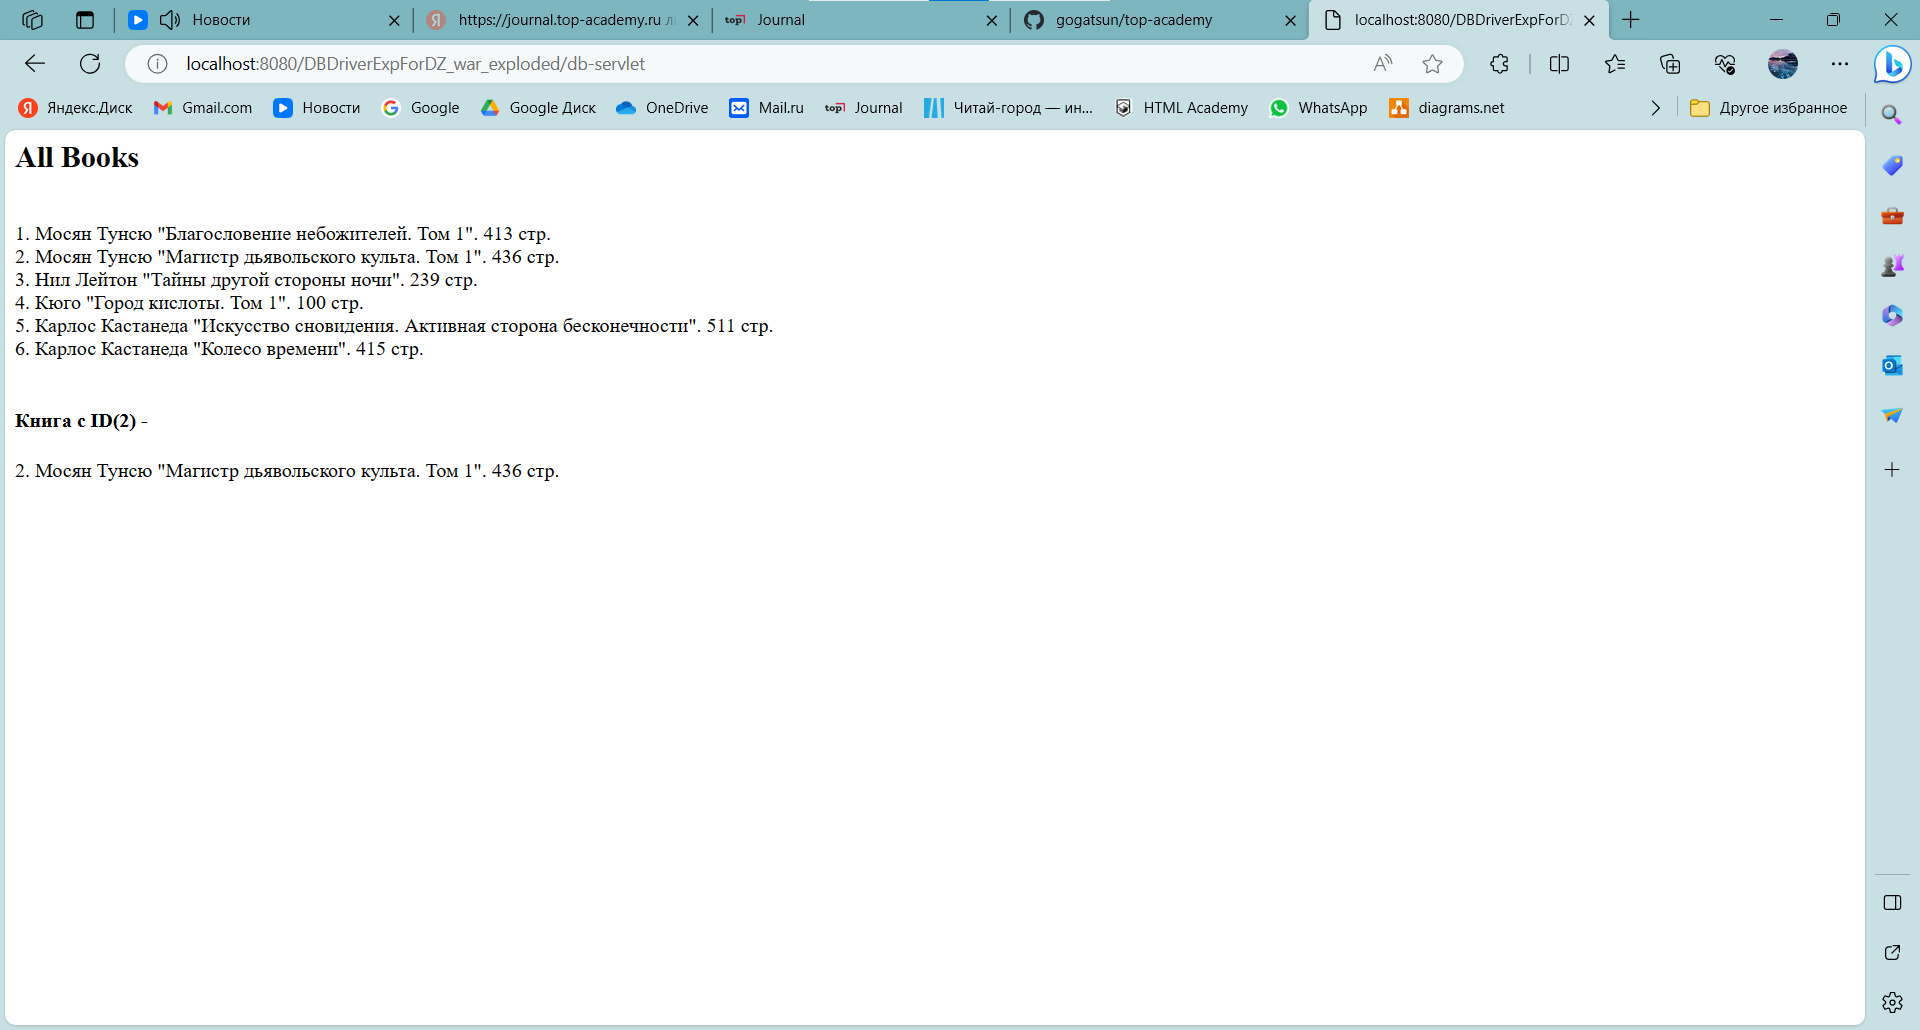 Новости
https://journal.top-academy.ru
top Journal
gogatsun/top-academy
localhost:8080/DBDriverExpForD
localhost:8080/DBDriverExpForDZ_war_exploded/db-servlet
Яндекс.Диск Gmail.com Новости Google Google Диск OneDrive Mail.ru top Journal Читай-город — ин... HTML Academy WhatsApp diagrams.net Другое избранное
All Books
1. Мосян Тунсю "Благословение небожителей. Том 1". 413 стр.
2. Мосян Тунсю "Магистр дьявольского культа. Том 1". 436 стр.
3. Нил Лейтон "Тайны другой стороны ночи". 239 стр.
4. Кюго "Город кислоты. Том 1". 100 стр.
5. Карлос Кастанеда "Искусство сновидения. Активная сторона бесконечности". 511 стр.
6. Карлос Кастанеда "Колесо времени". 415 стр.
Книга с ID(2) -
2. Мосян Тунсю "Магистр дьявольского культа. Том 1". 436 стр.